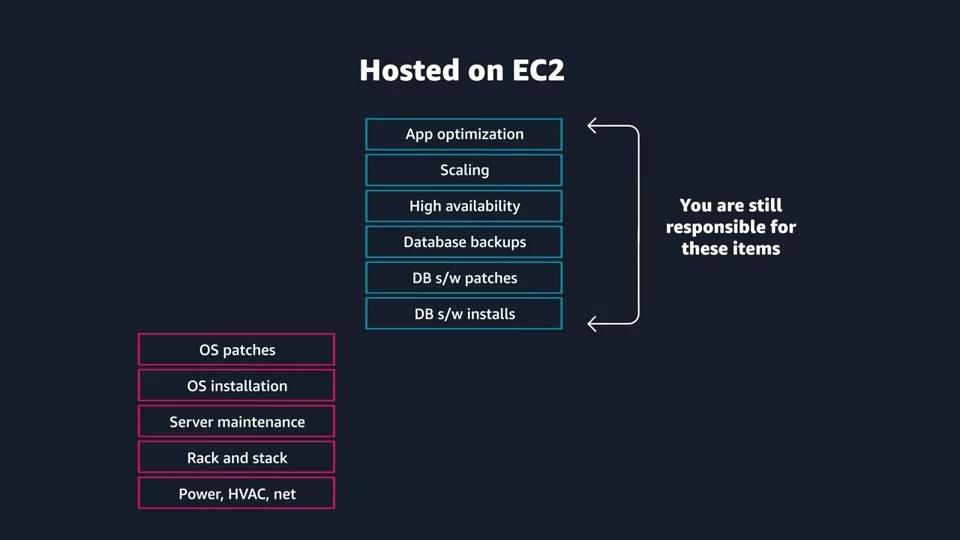 Hosted on EC2
App optimization
Scaling
High availability
Database backups
DB s/w patches
DB s/w installs
You are still
responsible for
these items
OS patches
OS installation
Server maintenance
Rack and stack
Power, HVAC, net